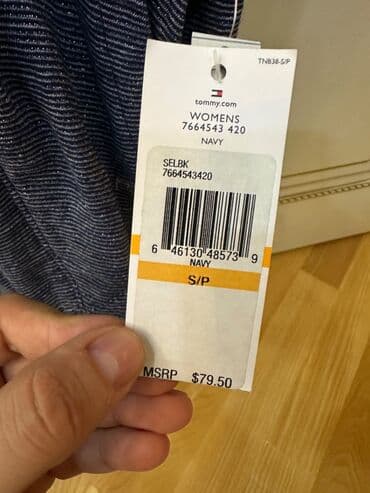 TNB38-S/P
tommy.com
WOMENS
7664543 420
NAVY
SELBK
7664543420
6 46130 48573 9
NAVY
S/P
MSRP $79.50